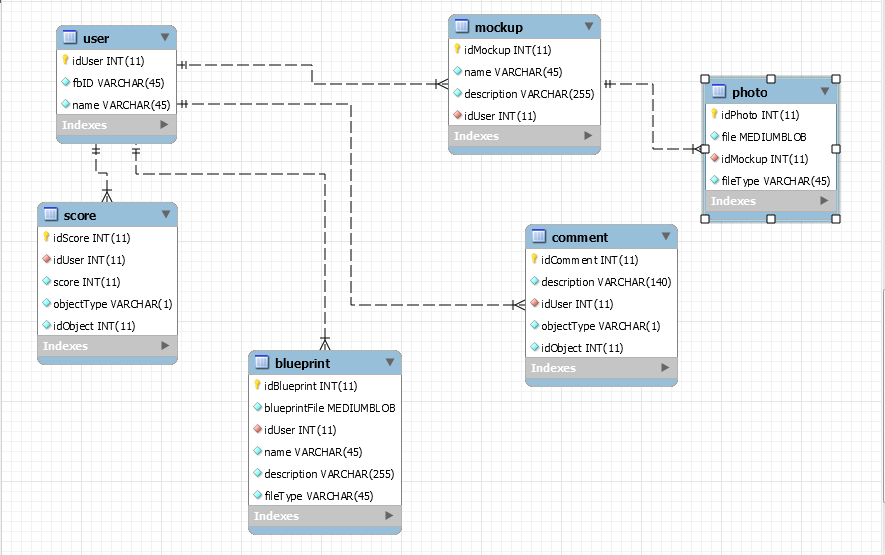 user
idUser INT(11)
fbID VARCHAR(45)
name VARCHAR(45)
Indexes
mockup
idMockup INT(11)
name VARCHAR(45)
description VARCHAR(255)
idUser INT(11)
Indexes
photo
idPhoto INT(11)
file MEDIUMBLOB
idMockup INT(11)
fileType VARCHAR(45)
Indexes
score
idScore INT(11)
idUser INT(11)
score INT(11)
objectType VARCHAR(1)
idObject INT(11)
Indexes
comment
idComment INT(11)
description VARCHAR(140)
idUser INT(11)
objectType VARCHAR(1)
idObject INT(11)
Indexes
blueprint
idBlueprint INT(11)
blueprintFile MEDIUMBLOB
idUser INT(11)
name VARCHAR(45)
description VARCHAR(255)
fileType VARCHAR(45)
Indexes